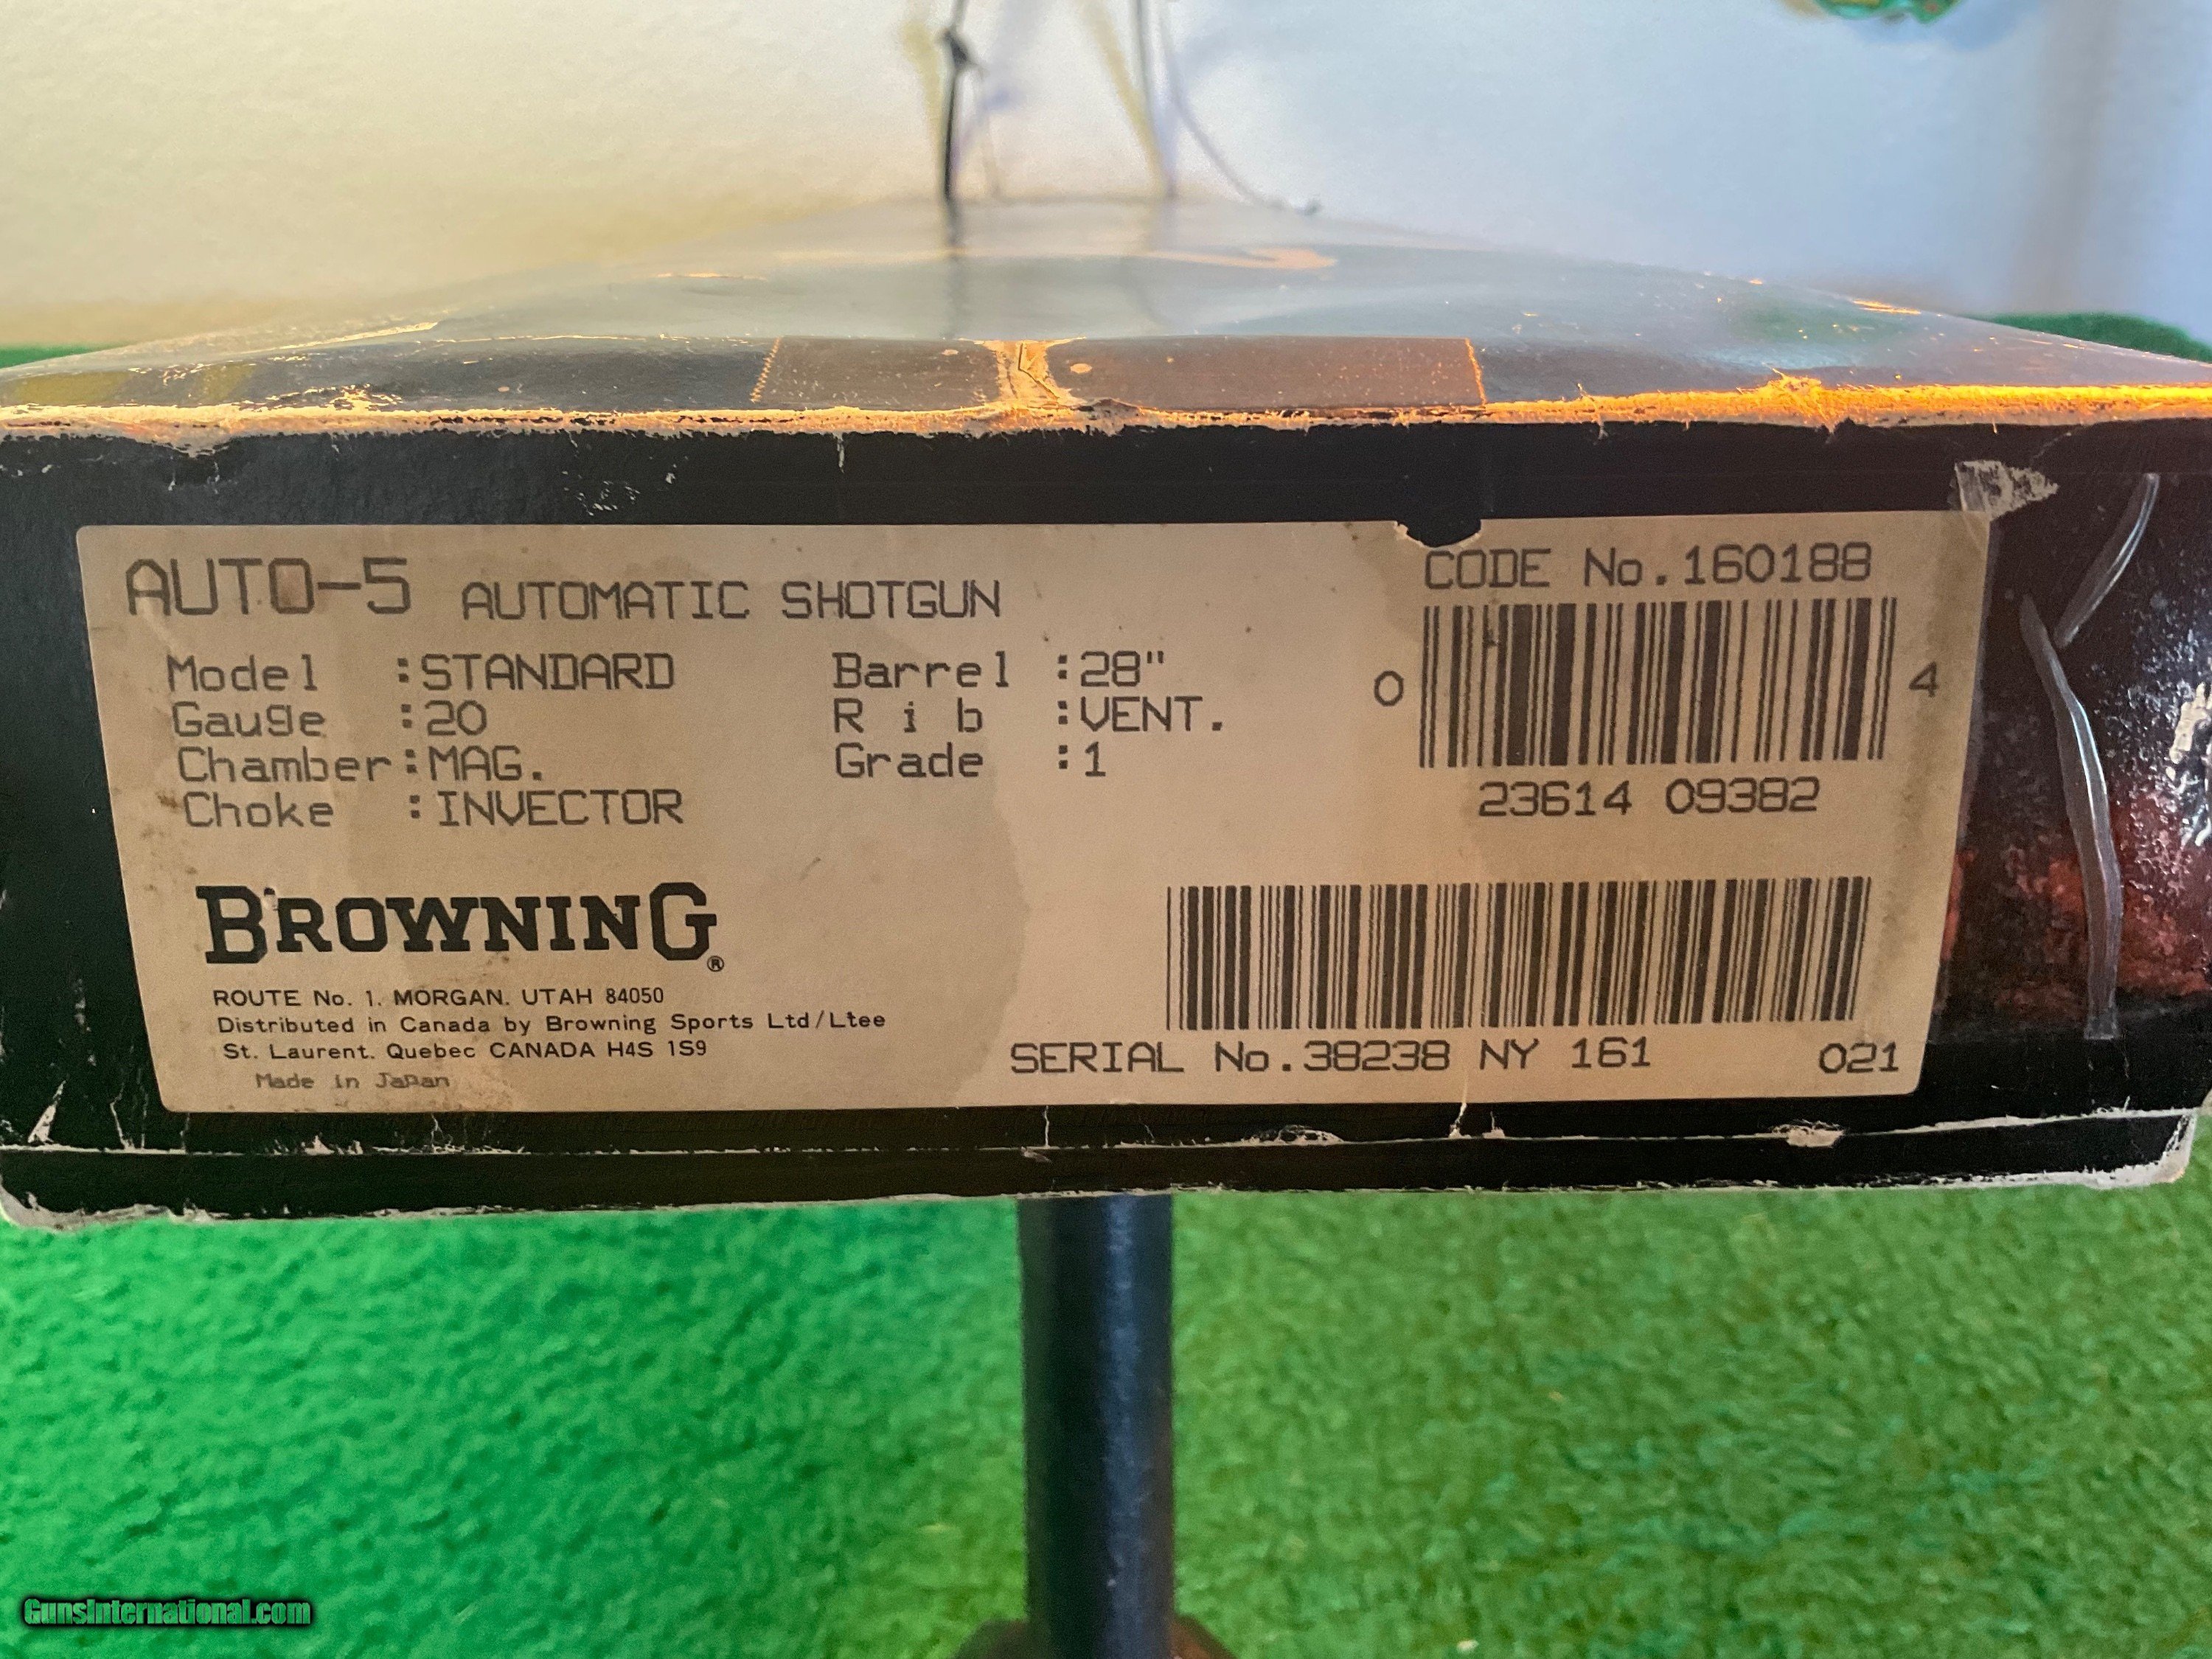 AUTO-5 AUTOMATIC SHOTGUN
Model :STANDARD
Gauge :20
Chamber:MAG.
Choke :INVECTOR
Barrel :28"
Rib :VENT.
Grade :1
CODE No.160188
0 4
23614 09382
BROWNING®
ROUTE No. 1, MORGAN, UTAH 84050
Distributed in Canada by Browning Sports Ltd/Ltee
St. Laurent, Quebec CANADA H4S 1S9
Made in Japan
SERIAL No.38238 NY 161 021
GunsInternational.com